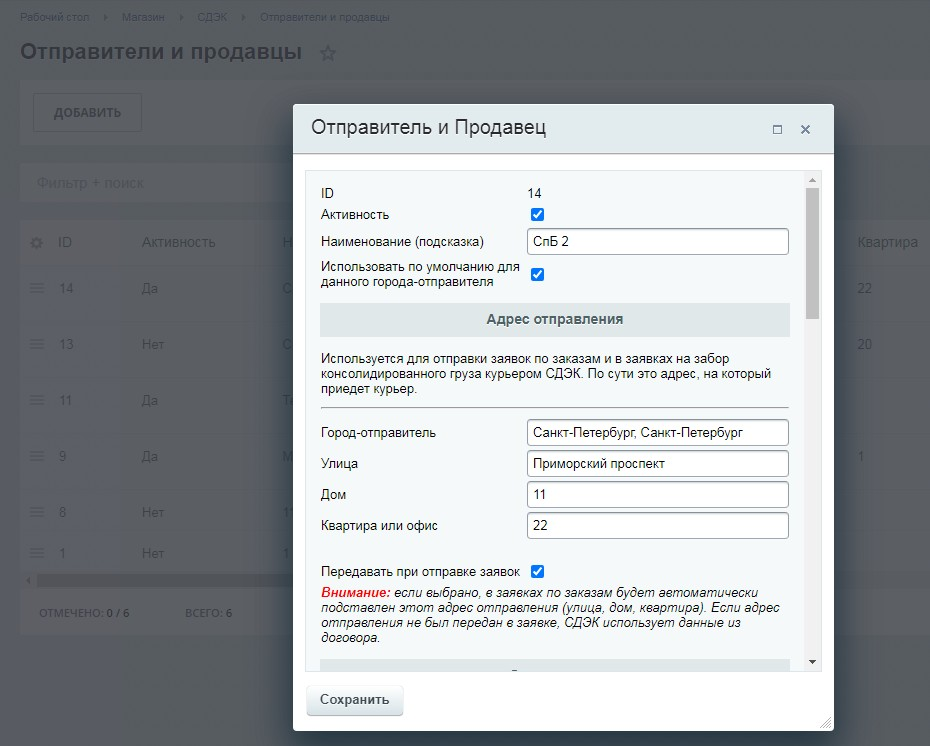 Рабочий стол Магазин СДЭК Отправители и продавцы
Отправители и продавцы
ДОБАВИТЬ
Фильтр + поиск
ID Активность Квартира
14 Да 22
13 Нет 20
11 Да
9 Да 1
8 Нет
1 Нет
ОТМЕЧЕНО: 0 / 6 ВСЕГО: 6
Отправитель и Продавец
ID 14
Активность
Наименование (подсказка) СпБ 2
Использовать по умолчанию для
данного города-отправителя
Адрес отправления
Используется для отправки заявок по заказам и в заявках на забор
консолидированного груза курьером СДЭК. По сути это адрес, на который
приедет курьер.
Город-отправитель Санкт-Петербург, Санкт-Петербург
Улица Приморский проспект
Дом 11
Квартира или офис 22
Передавать при отправке заявок
Внимание: если выбрано, в заявках по заказам будет автоматически
подставлен этот адрес отправления (улица, дом, квартира). Если адрес
отправления не был передан в заявке, СДЭК использует данные из
договора.
Сохранить